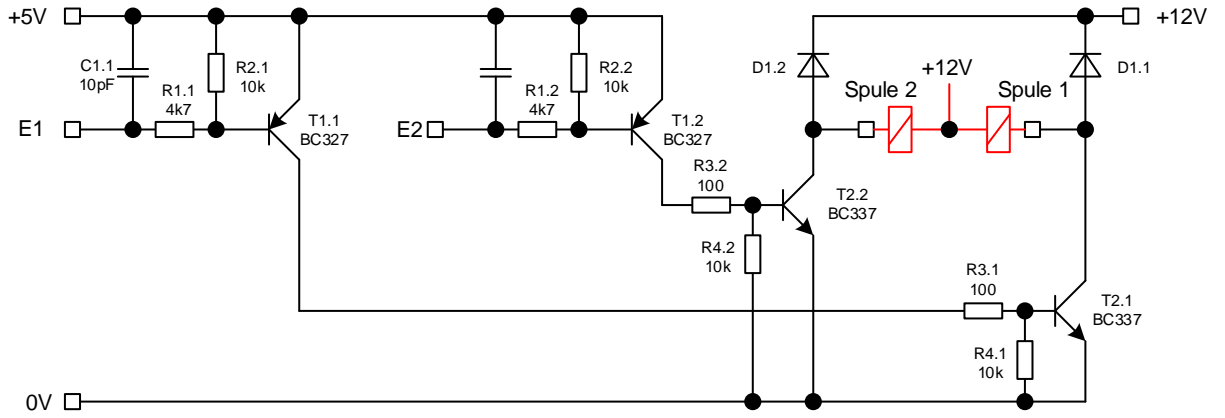 +5V
+12V
C1.1
10pF
R2.1
10k
R1.1
4k7
E1
T1.1
BC327
R2.2
10k
R1.2
4k7
E2
T1.2
BC327
D1.2
+12V
D1.1
Spule 2
Spule 1
R3.2
100
T2.2
BC337
R4.2
10k
R3.1
100
T2.1
BC337
R4.1
10k
0V